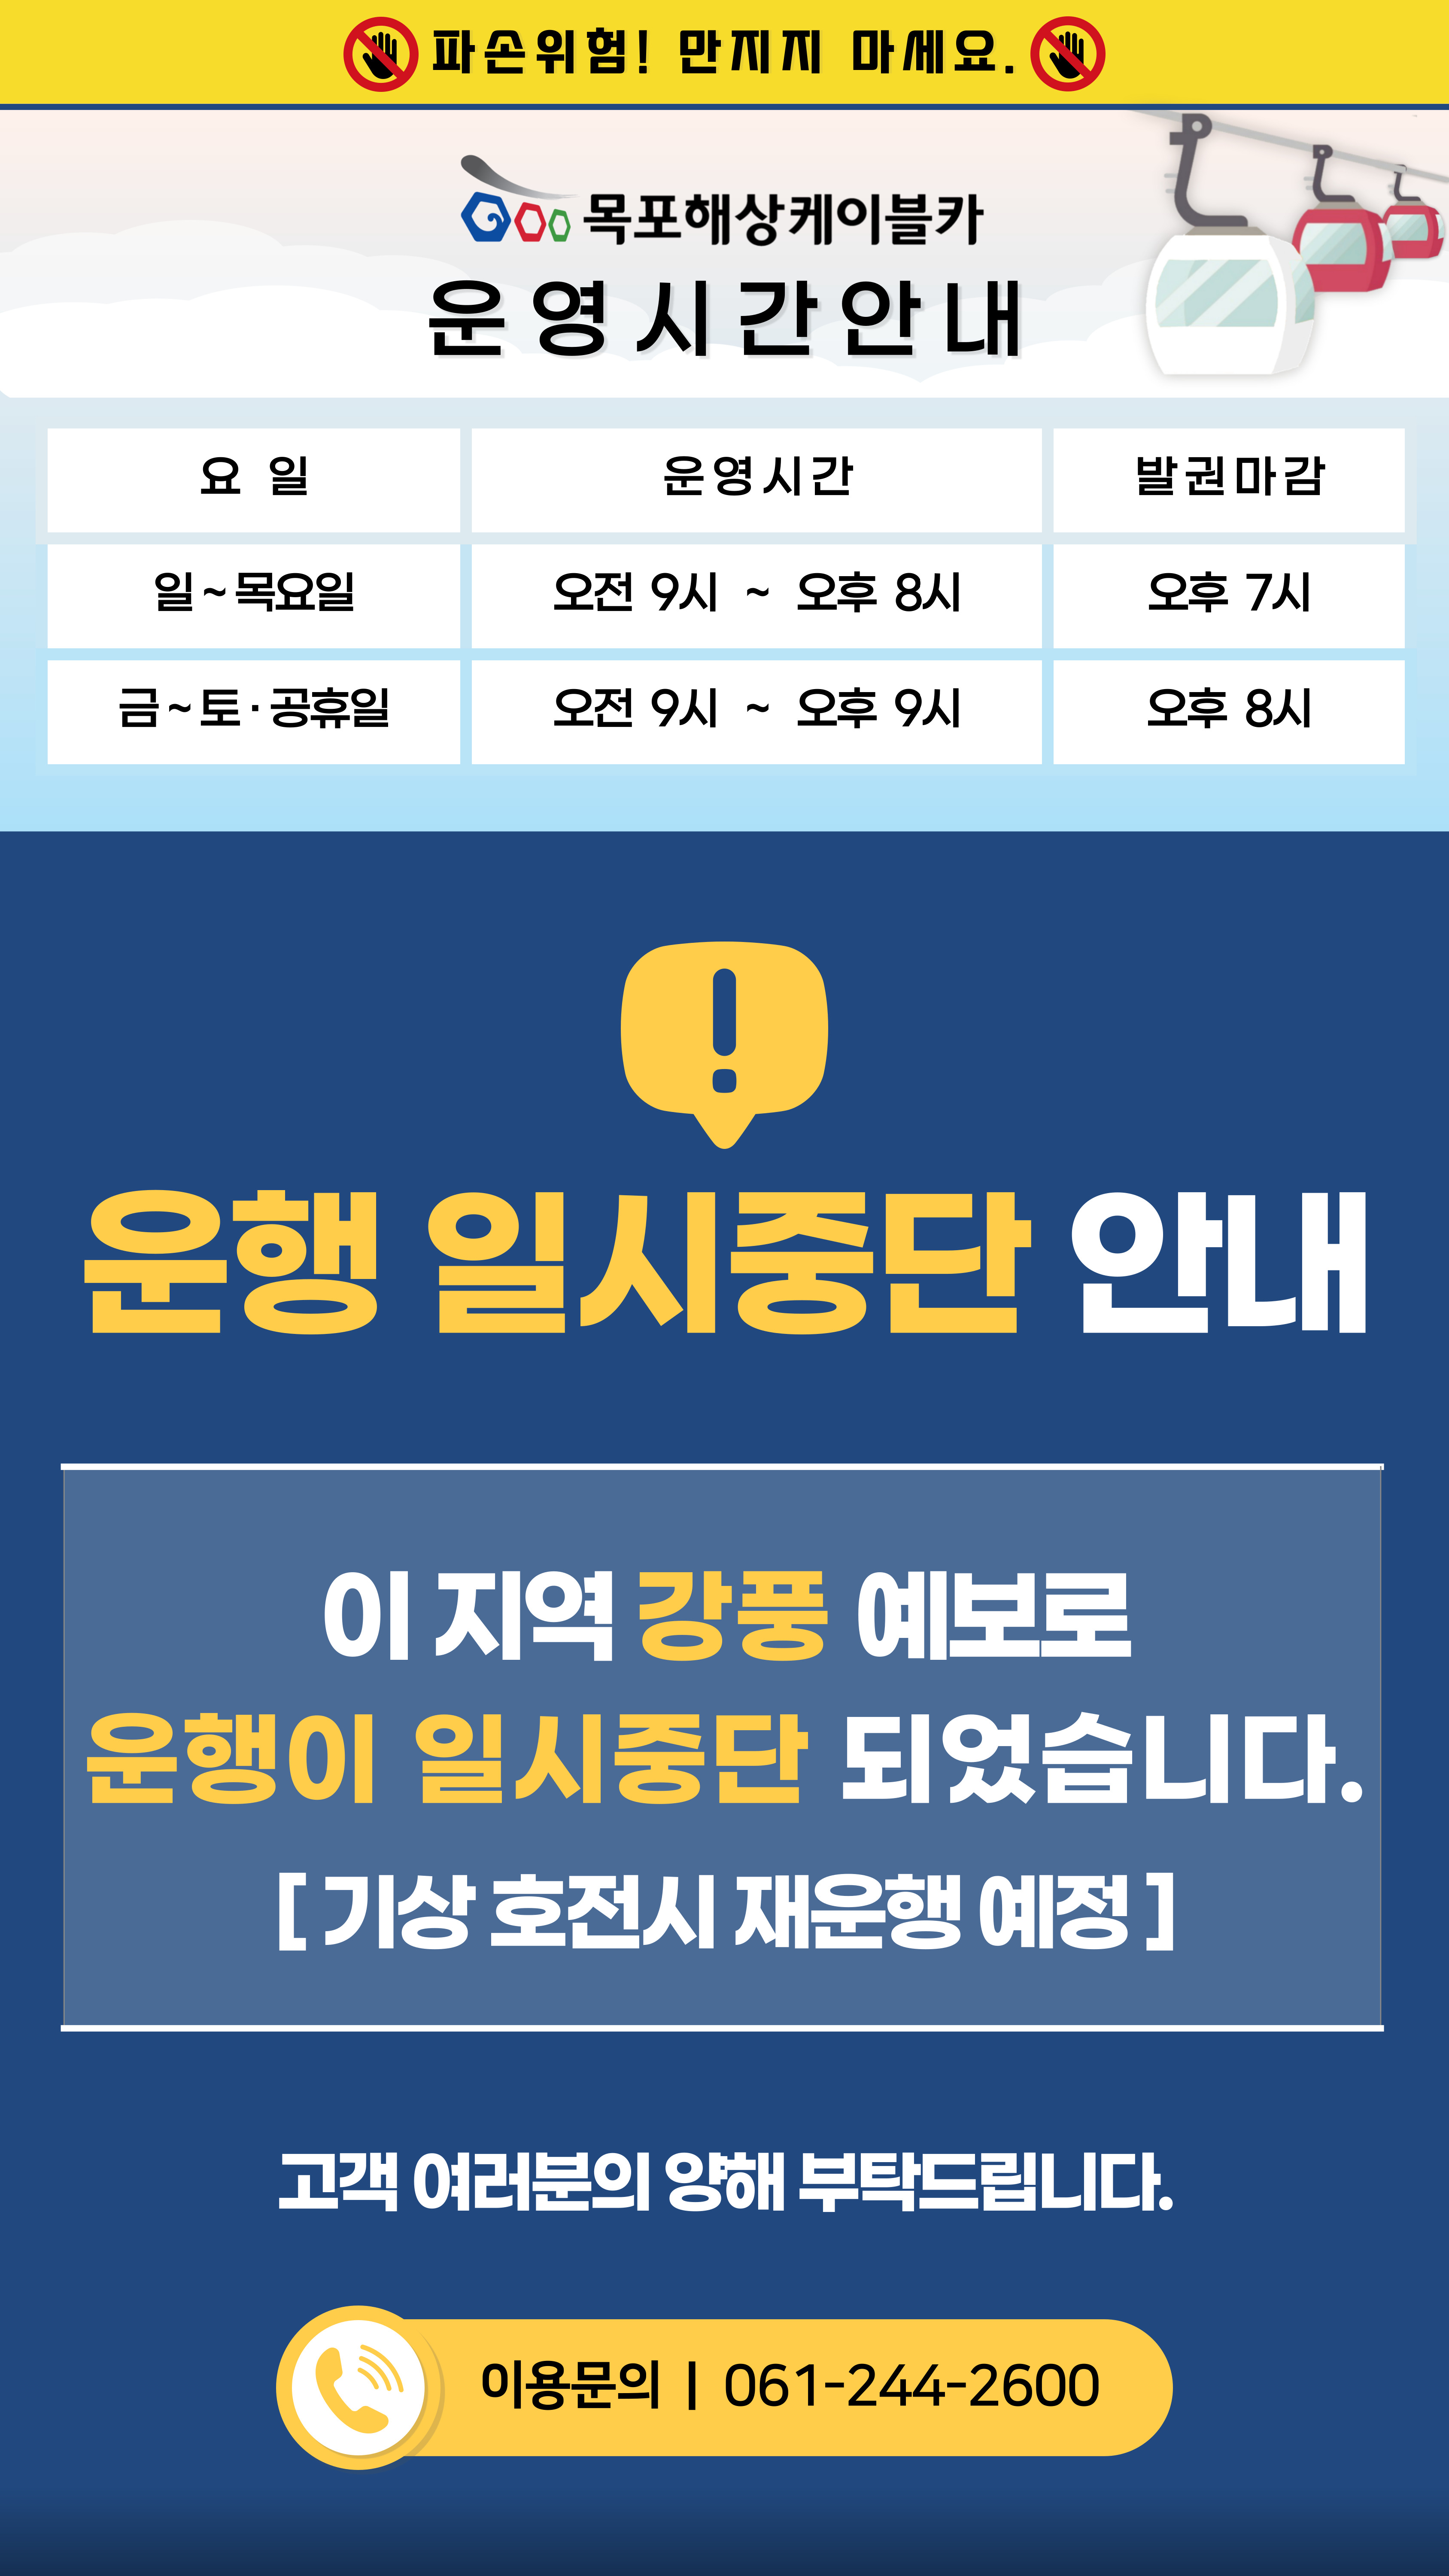 파손위험! 만지지 마세요.
목포해상케이블카
운영시간안내
요 일 운영시간 발권마감
일~목요일 오전 9시 ~ 오후 8시 오후 7시
금~토·공휴일 오전 9시 ~ 오후 9시 오후 8시
운행 일시중단 안내
이 지역 강풍 예보로
운행이 일시중단 되었습니다.
[ 기상 호전시 재운행 예정 ]
고객 여러분의 양해 부탁드립니다.
이용문의 | 061-244-2600